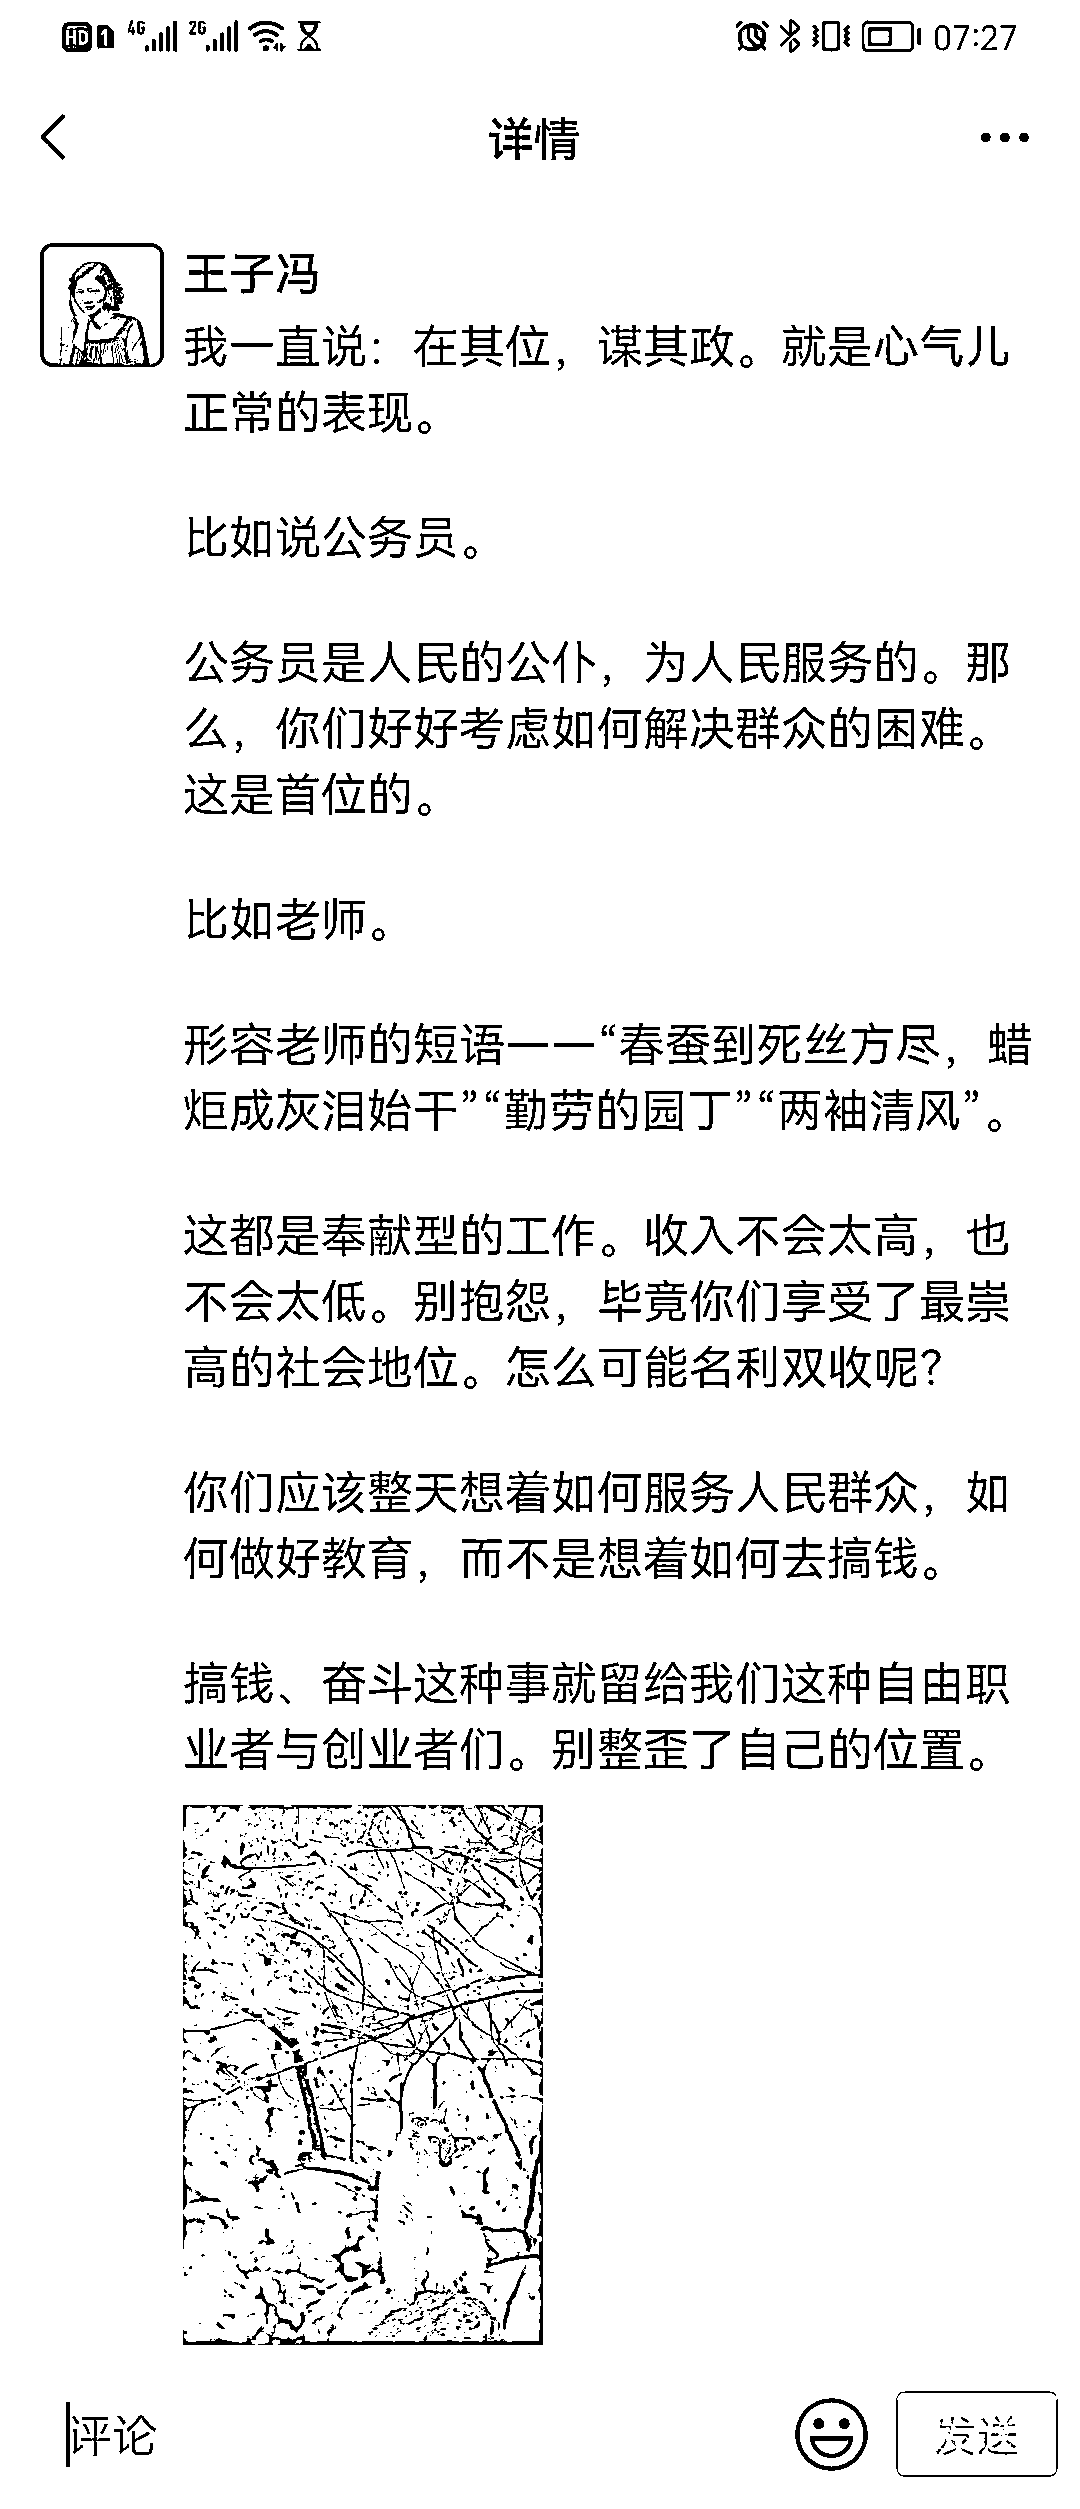 HD 1 4G 2G 07:27
详情
王子冯
我一直说：在其位，谋其政。就是心气儿
正常的表现。
比如说公务员。
公务员是人民的公仆，为人民服务的。那
么，你们好好考虑如何解决群众的困难。
这是首位的。
比如老师。
形容老师的短语——“春蚕到死丝方尽，蜡
炬成灰泪始干”“勤劳的园丁”“两袖清风”。
这都是奉献型的工作。收入不会太高，也
不会太低。别抱怨，毕竟你们享受了最崇
高的社会地位。怎么可能名利双收呢？
你们应该整天想着如何服务人民群众，如
何做好教育，而不是想着如何去搞钱。
搞钱、奋斗这种事就留给我们这种自由职
业者与创业者们。别整歪了自己的位置。
评论
发送